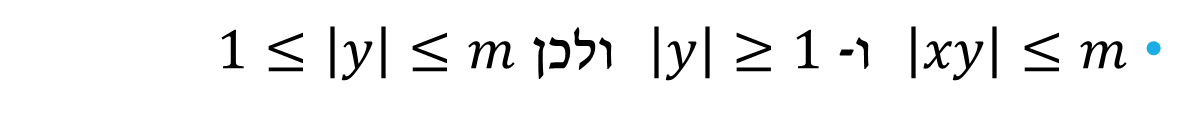 • |xy| ≤ m ו- |y| ≥ 1 ולכן 1 ≤ |y| ≤ m